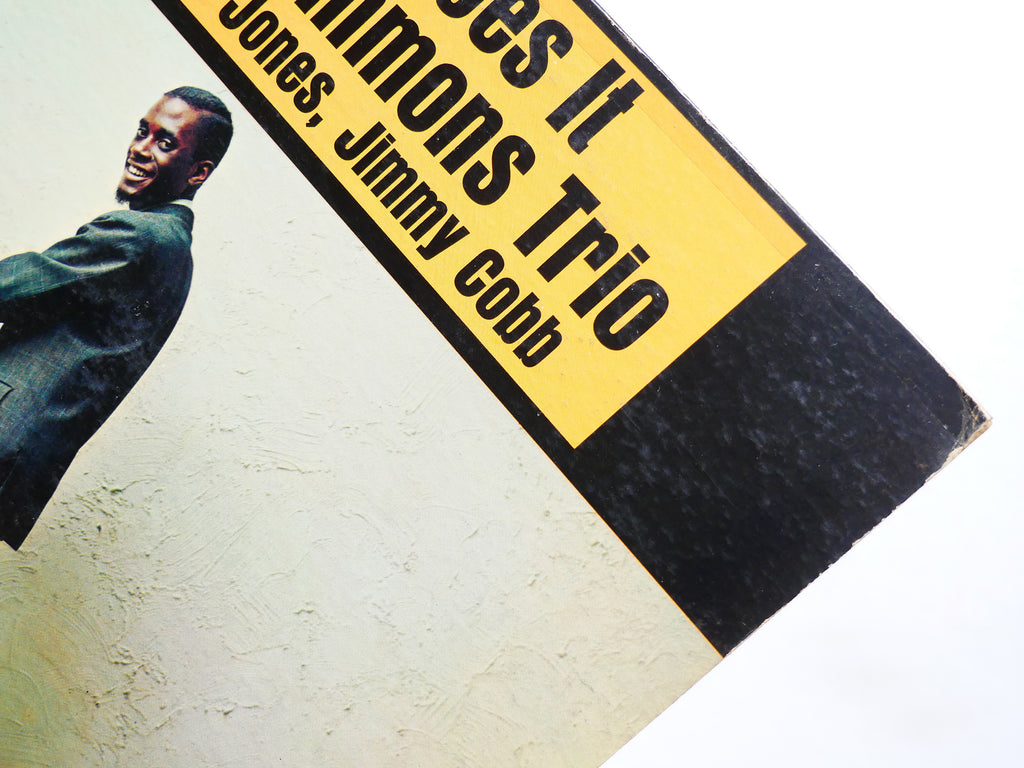 oes It
mmons Trio
Jones, Jimmy Cobb